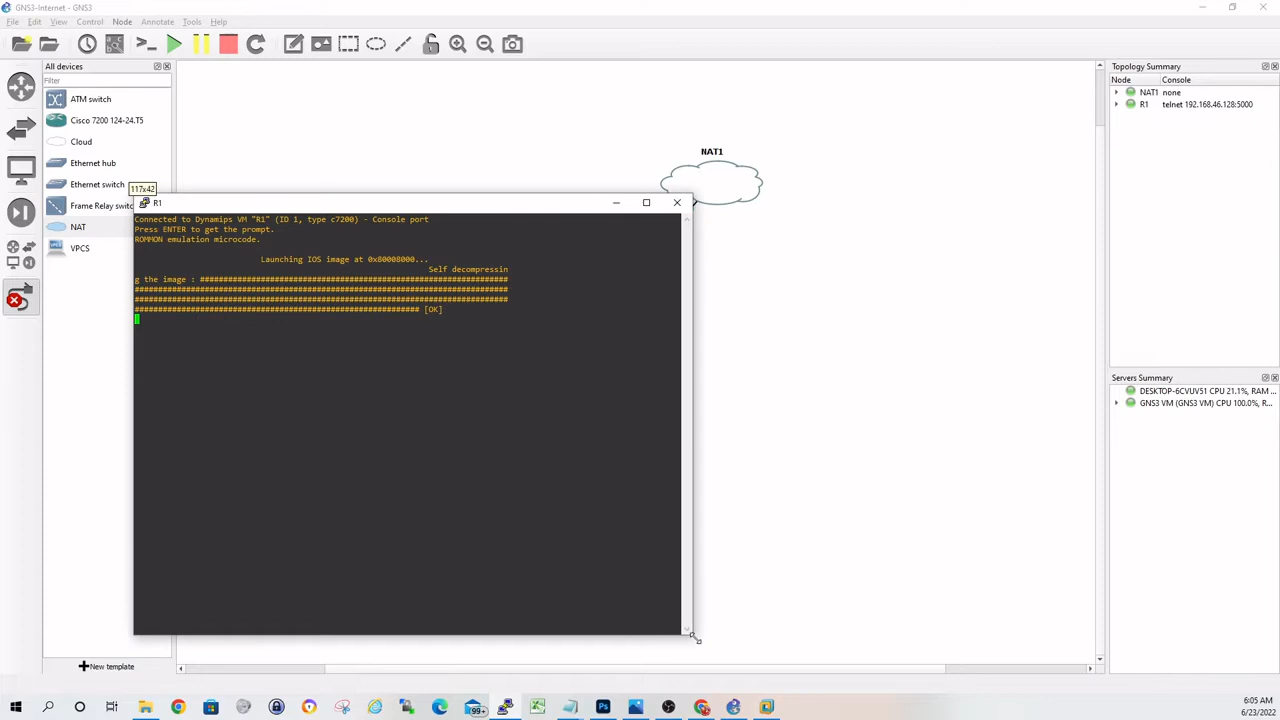 GNS3-Internet - GNS3
File Edit View Control Node Annotate Tools Help
All devices
Filter
ATM switch
Cisco 7200 124-24.T5
Cloud
Ethernet hub
Ethernet switch
Frame Relay switc
NAT
VPCS
New template
117x42
R1
Connected to Dynamips VM "R1" (ID 1, type c7200) - Console port
Press ENTER to get the prompt.
ROMMON emulation microcode.
Launching IOS image at 0x80008000...
Self decompressin
g the image : ##################################################################
################################################################################
################################################################################
############################################################# [OK]
NAT1
Topology Summary
Node Console
NAT1 none
R1 telnet 192.168.46.128:5000
Servers Summary
DESKTOP-6CVUV51 CPU 21.1%, RAM ...
GNS3 VM (GNS3 VM) CPU 100.0%, R...
99+
6:05 AM
6/23/2022